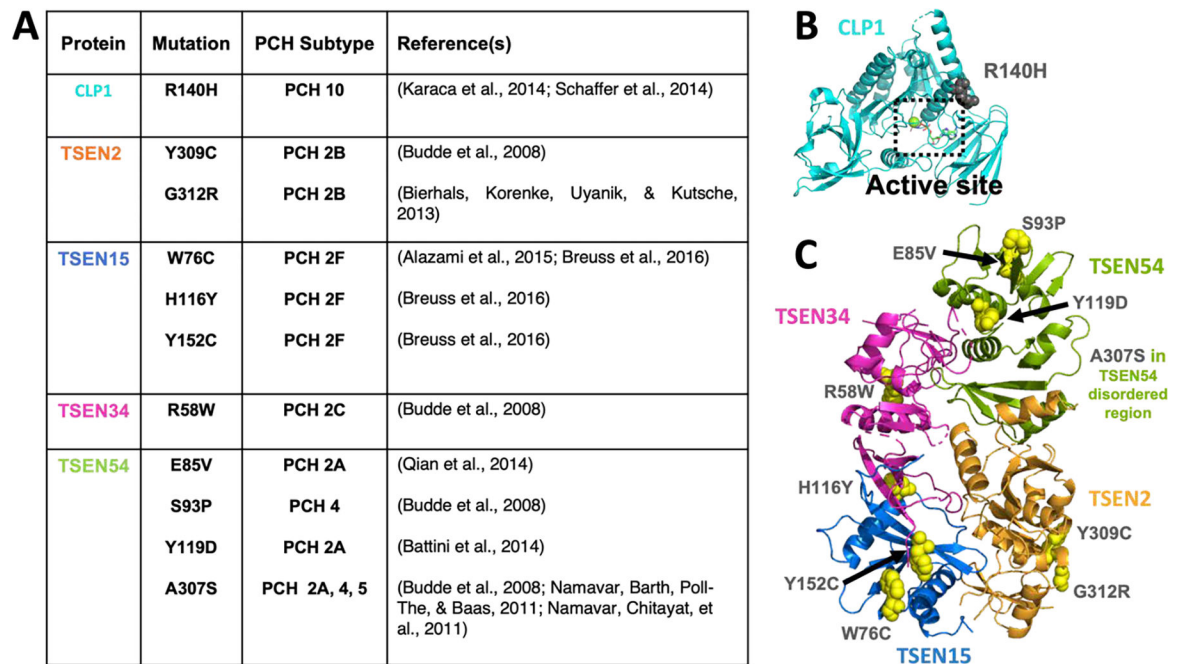 A
Protein Mutation PCH Subtype Reference(s)
CLP1 R140H PCH 10 (Karaca et al., 2014; Schaffer et al., 2014)
TSEN2 Y309C PCH 2B (Budde et al., 2008)
G312R PCH 2B (Bierhals, Korenke, Uyanik, & Kutsche,
2013)
TSEN15 W76C PCH 2F (Alazami et al., 2015; Breuss et al., 2016)
H116Y PCH 2F (Breuss et al., 2016)
Y152C PCH 2F (Breuss et al., 2016)
TSEN34 R58W PCH 2C (Budde et al., 2008)
TSEN54 E85V PCH 2A (Qian et al., 2014)
S93P PCH 4 (Budde et al., 2008)
Y119D PCH 2A (Battini et al., 2014)
A307S PCH 2A, 4, 5 (Budde et al., 2008; Namavar, Barth, Poll-
The, & Baas, 2011; Namavar, Chitayat, et
al., 2011)
B
CLP1
R140H
Active site
C
S93P
E85V
TSEN54
Y119D
TSEN34
A307S in
TSEN54
disordered
region
R58W
H116Y
TSEN2
Y309C
Y152C
G312R
W76C
TSEN15